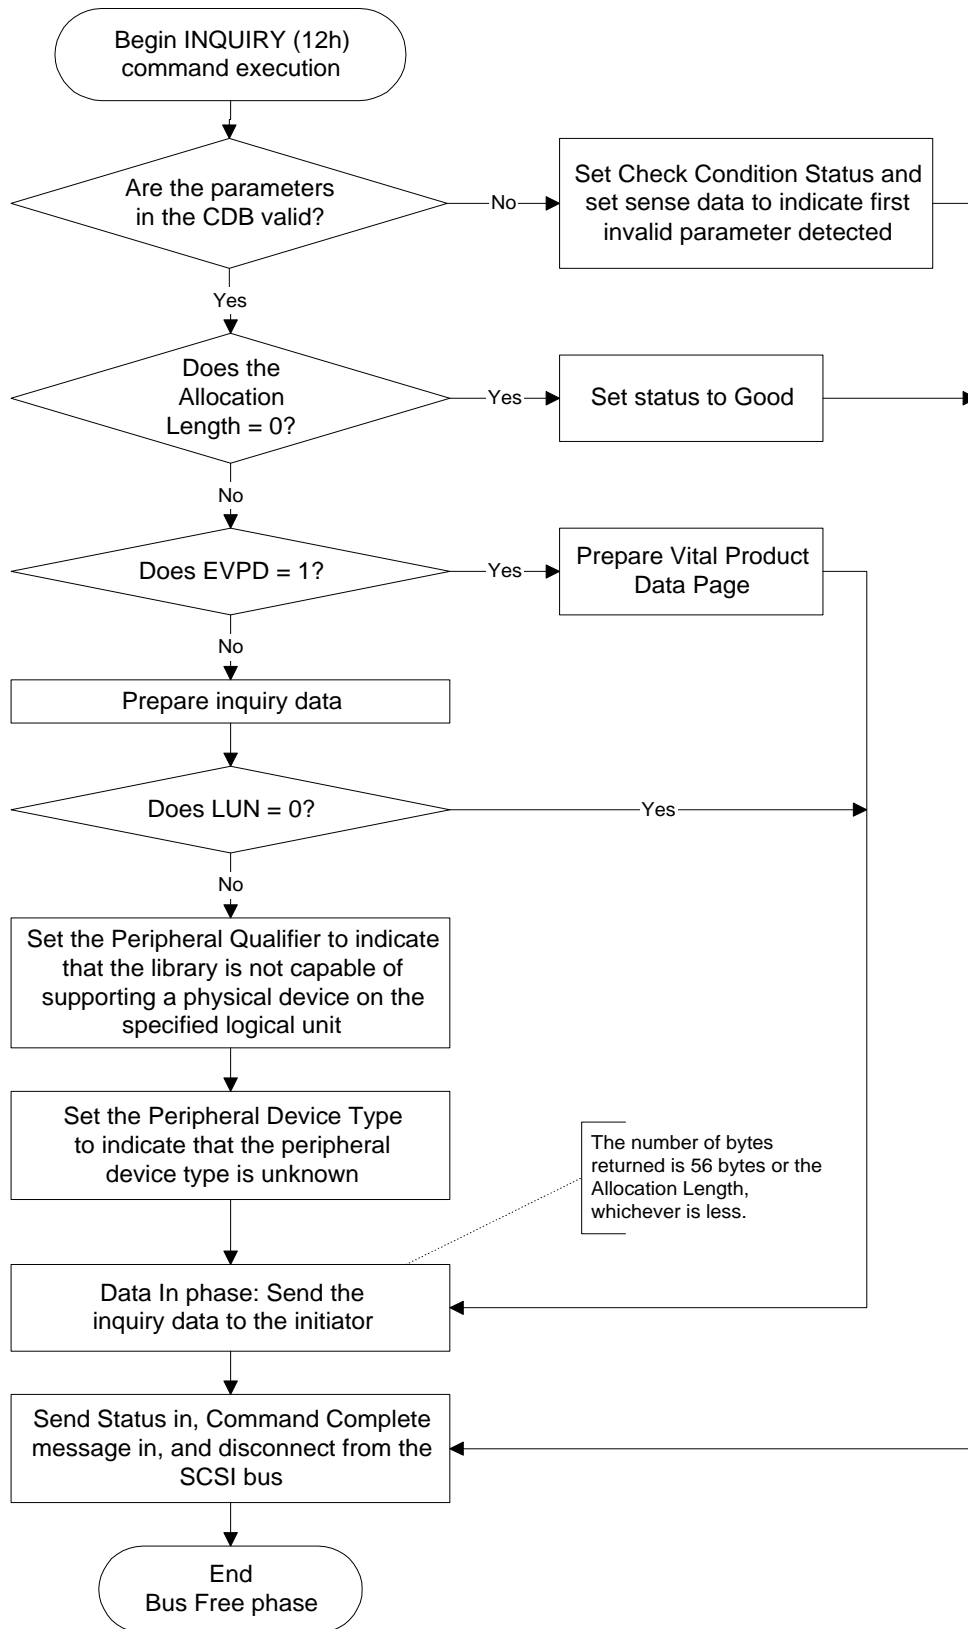 Begin INQUIRY (12h)
command execution
Are the parameters
in the CDB valid?
No
Set Check Condition Status and
set sense data to indicate first
invalid parameter detected
Yes
Does the
Allocation
Length = 0?
Yes
Set status to Good
No
Does EVPD = 1?
Yes
Prepare Vital Product
Data Page
No
Prepare inquiry data
Does LUN = 0?
Yes
No
Set the Peripheral Qualifier to indicate
that the library is not capable of
supporting a physical device on the
specified logical unit
Set the Peripheral Device Type
to indicate that the peripheral
device type is unknown
The number of bytes
returned is 56 bytes or the
Allocation Length,
whichever is less.
Data In phase: Send the
inquiry data to the initiator
Send Status in, Command Complete
message in, and disconnect from the
SCSI bus
End
Bus Free phase